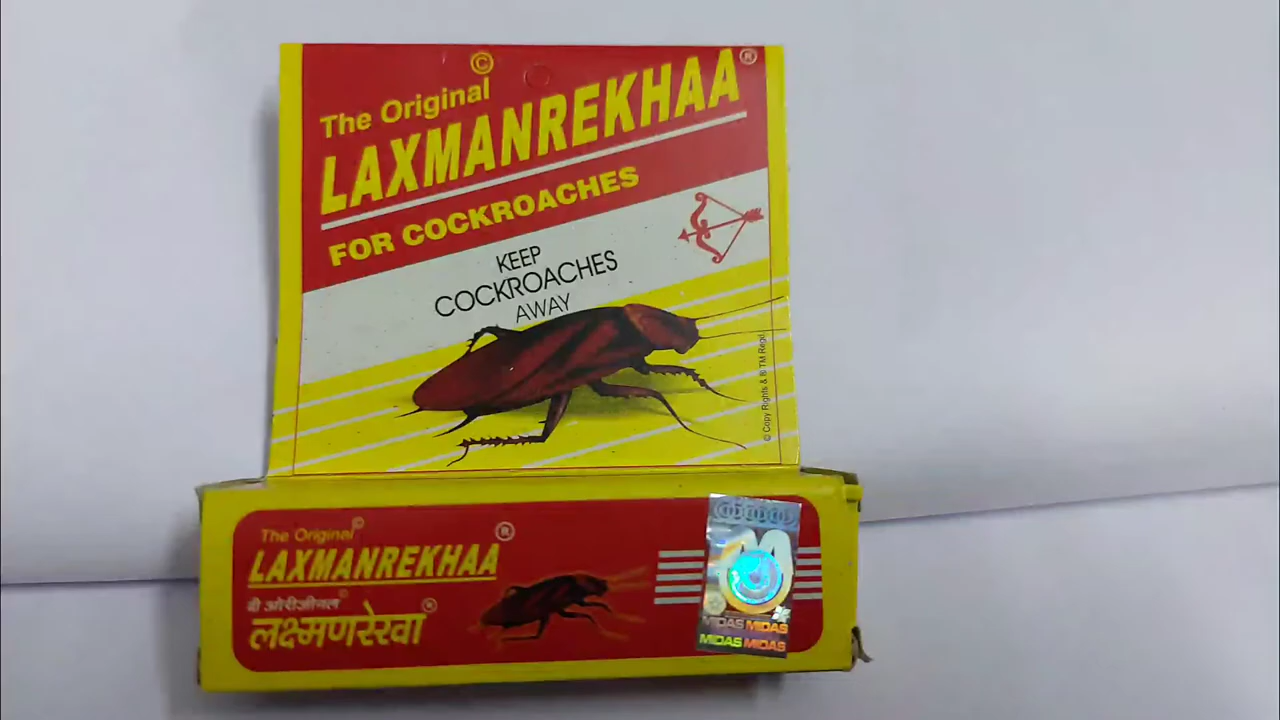 The Original ©
LAXMANREKHAA ®
FOR COCKROACHES
KEEP
COCKROACHES
AWAY
© Copy Rights & ® TM Regd
The Original ©
LAXMANREKHAA ®
दी ओरीजीनल ©
लक्ष्मणरेखा ®
MIDAS MIDAS
MIDAS MIDAS